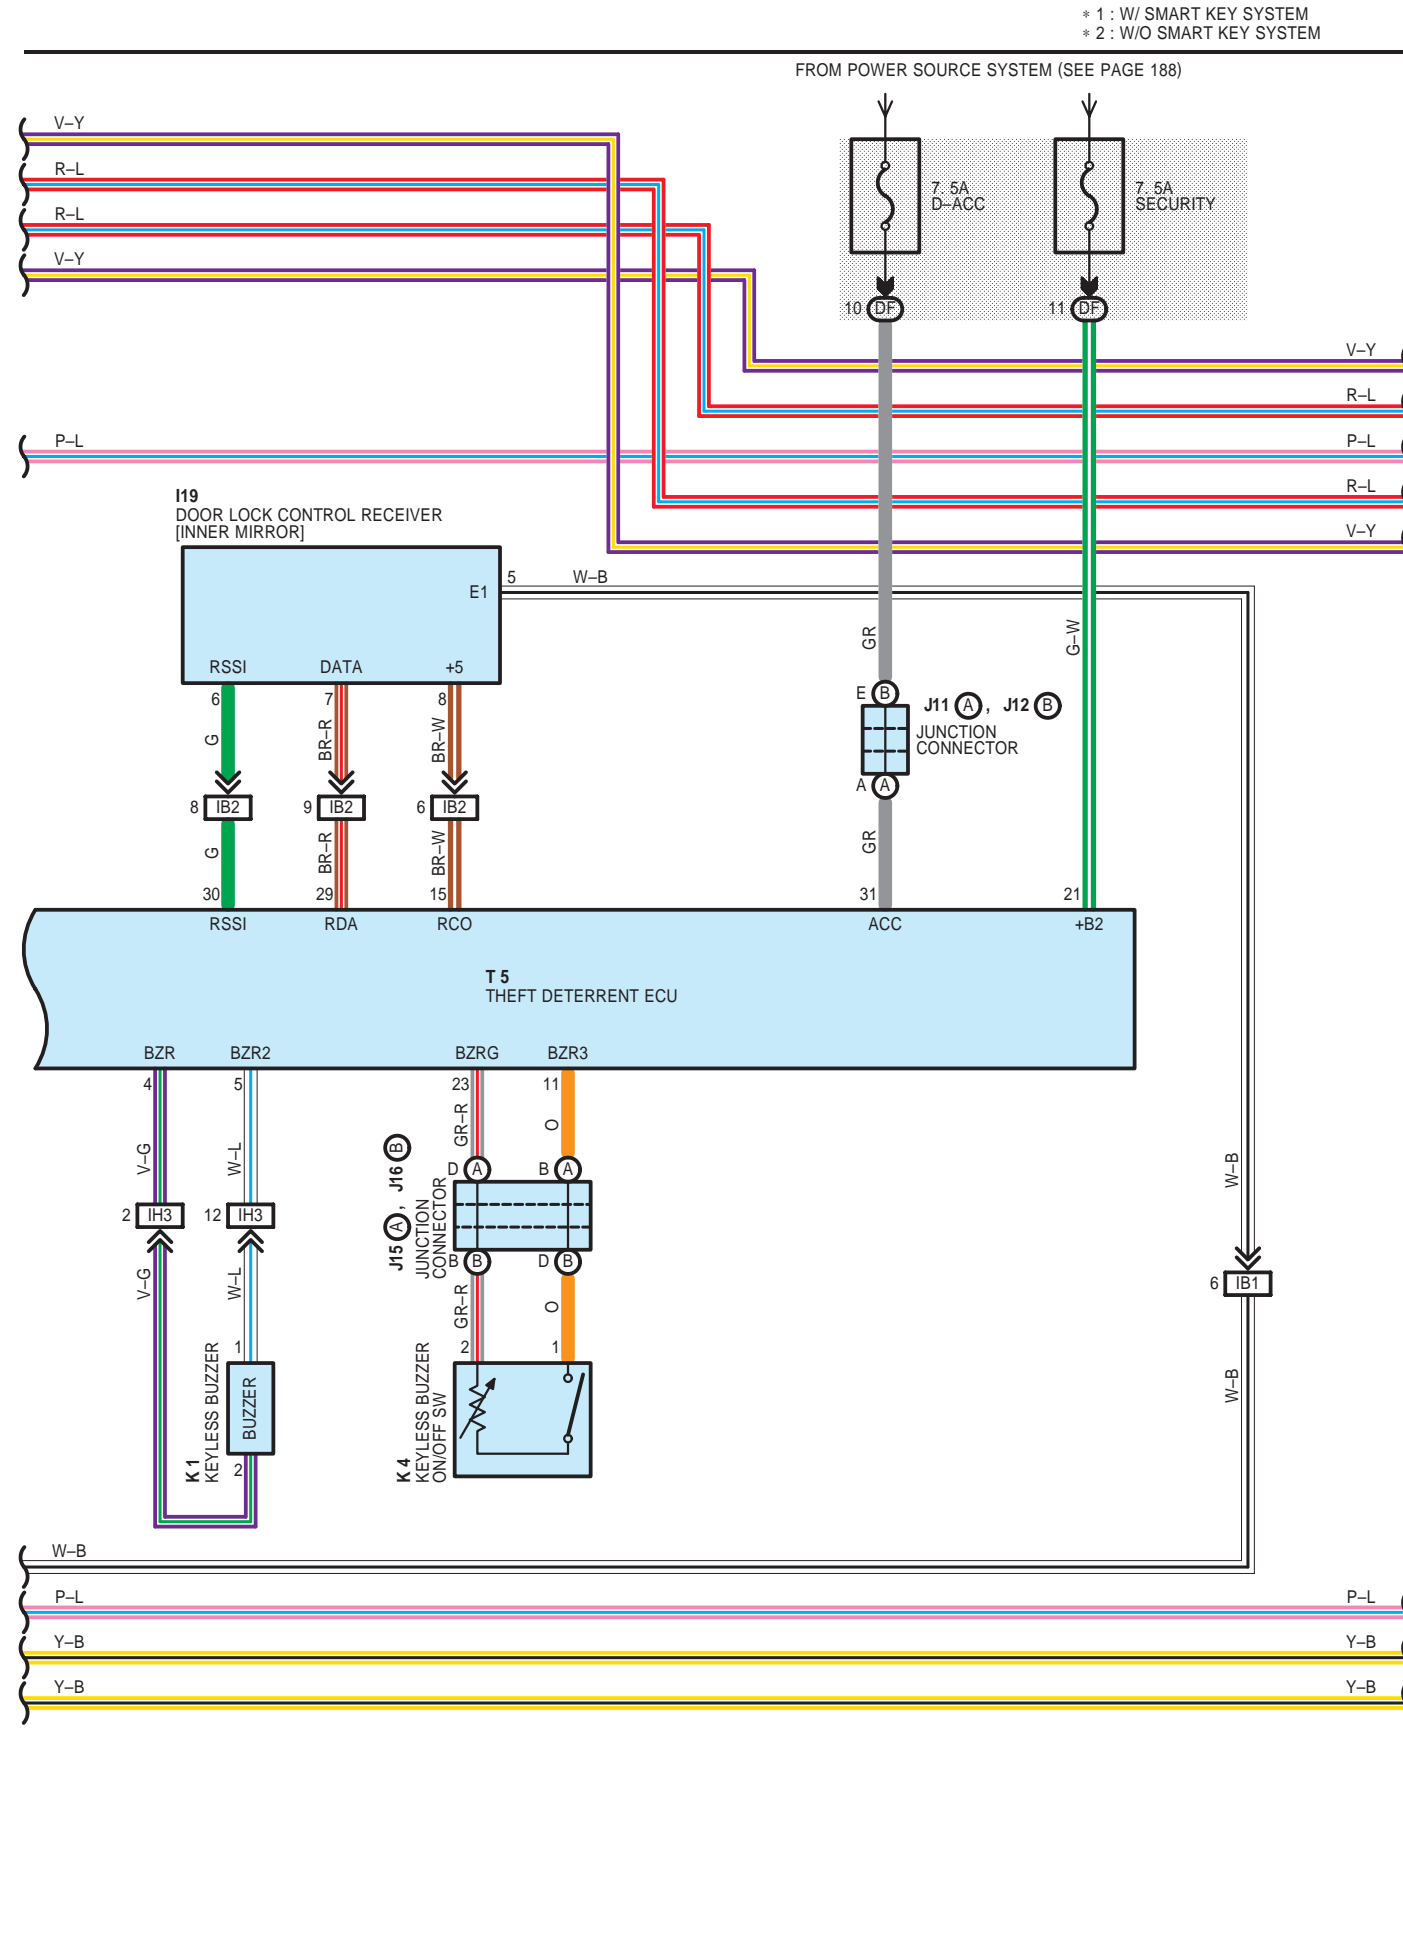 * 1 : W/ SMART KEY SYSTEM
* 2 : W/O SMART KEY SYSTEM
FROM POWER SOURCE SYSTEM (SEE PAGE 188)
V–Y
R–L
R–L
V–Y
7. 5A
D–ACC
7. 5A
SECURITY
10 DF
11 DF
V–Y
R–L
P–L
P–L
R–L
V–Y
I19
DOOR LOCK CONTROL RECEIVER
[INNER MIRROR]
E1
5
W–B
RSSI
DATA
+5
6
7
8
G
BR–R
BR–W
GR
G–W
E B
J11 A , J12 B
JUNCTION
CONNECTOR
A A
8 IB2
9 IB2
6 IB2
G
BR–R
BR–W
GR
30
29
15
31
21
RSSI
RDA
RCO
ACC
+B2
T 5
THEFT DETERRENT ECU
BZR
BZR2
BZRG
BZR3
4
5
23
11
V–G
W–L
GR–R
O
W–B
D A
B A
J15 A , J16 B
JUNCTION
CONNECTOR
2 IH3
12 IH3
B B
D B
6 IB1
V–G
W–L
GR–R
O
W–B
1
2
1
BUZZER
2
K 1
KEYLESS BUZZER
K 4
KEYLESS BUZZER
ON/OFF SW
W–B
P–L
P–L
Y–B
Y–B
Y–B
Y–B